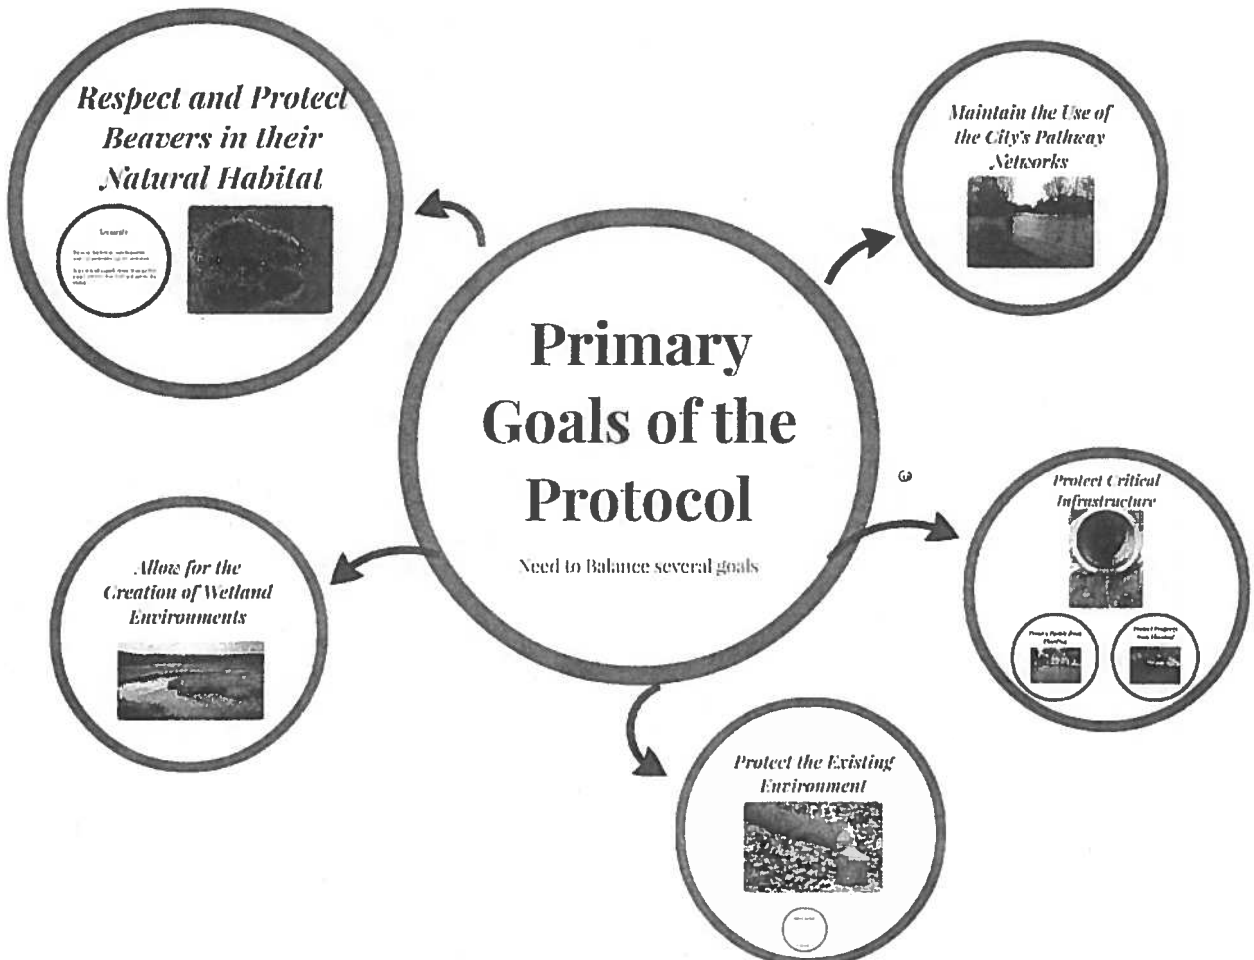 Primary
Goals of the
Protocol
Need to Balance several goals
Respect and Protect
Beavers in their
Natural Habitat
Maintain the Use of
the City's Pathway
Networks
Protect Critical
Infrastructure
Protect the Existing
Environment
Allow for the
Creation of Wetland
Environments